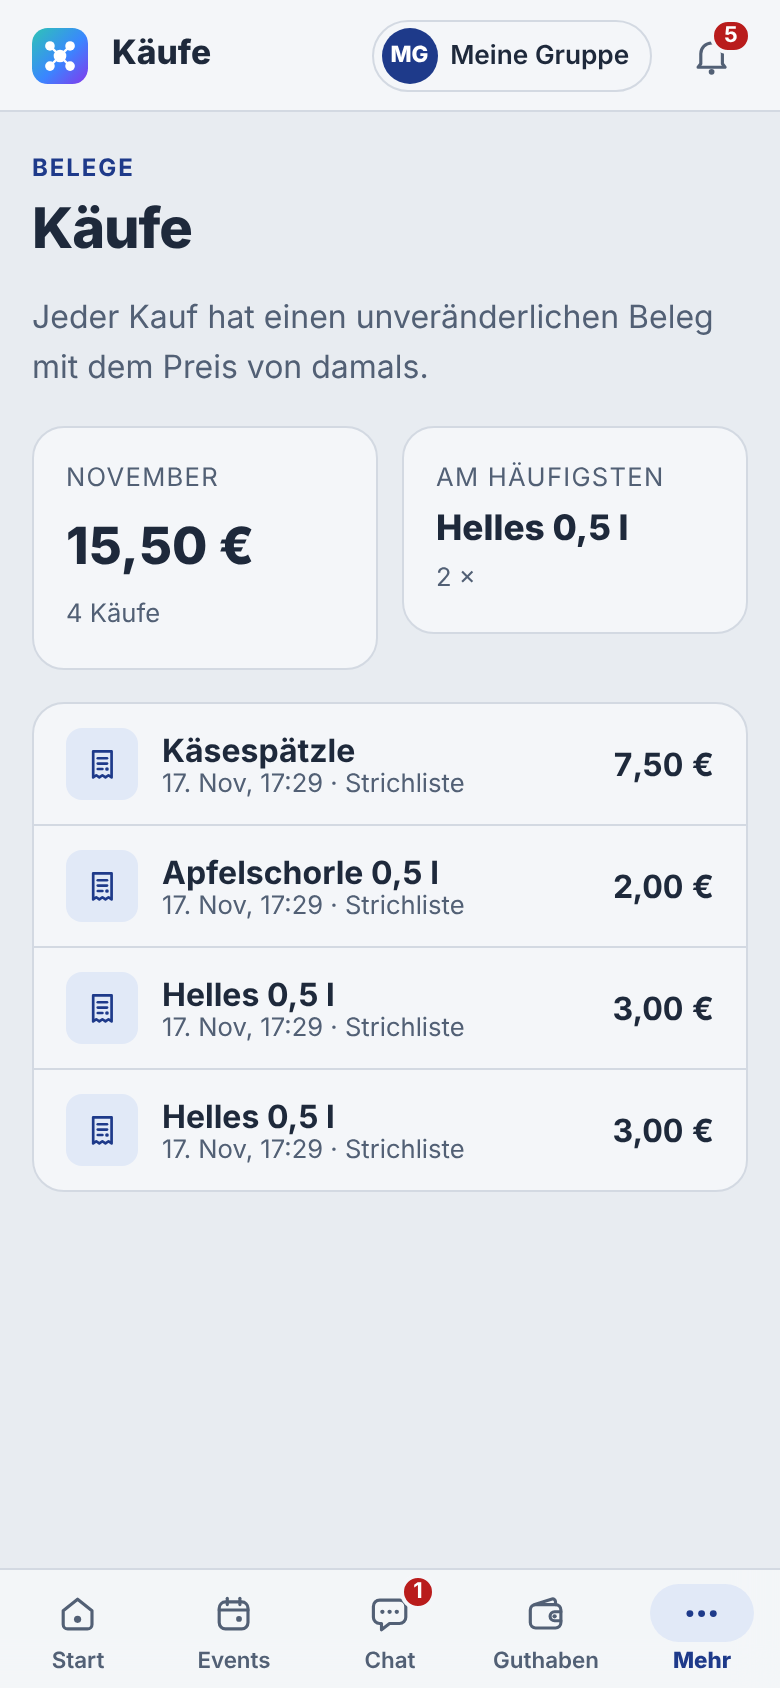 Käufe
MG Meine Gruppe
5
BELEGE
Käufe
Jeder Kauf hat einen unveränderlichen Beleg
mit dem Preis von damals.
NOVEMBER
15,50 €
4 Käufe
AM HÄUFIGSTEN
Helles 0,5 l
2 ×
Käsespätzle
17. Nov, 17:29 · Strichliste
7,50 €
Apfelschorle 0,5 l
17. Nov, 17:29 · Strichliste
2,00 €
Helles 0,5 l
17. Nov, 17:29 · Strichliste
3,00 €
Helles 0,5 l
17. Nov, 17:29 · Strichliste
3,00 €
Start
Events
1
Chat
Guthaben
Mehr